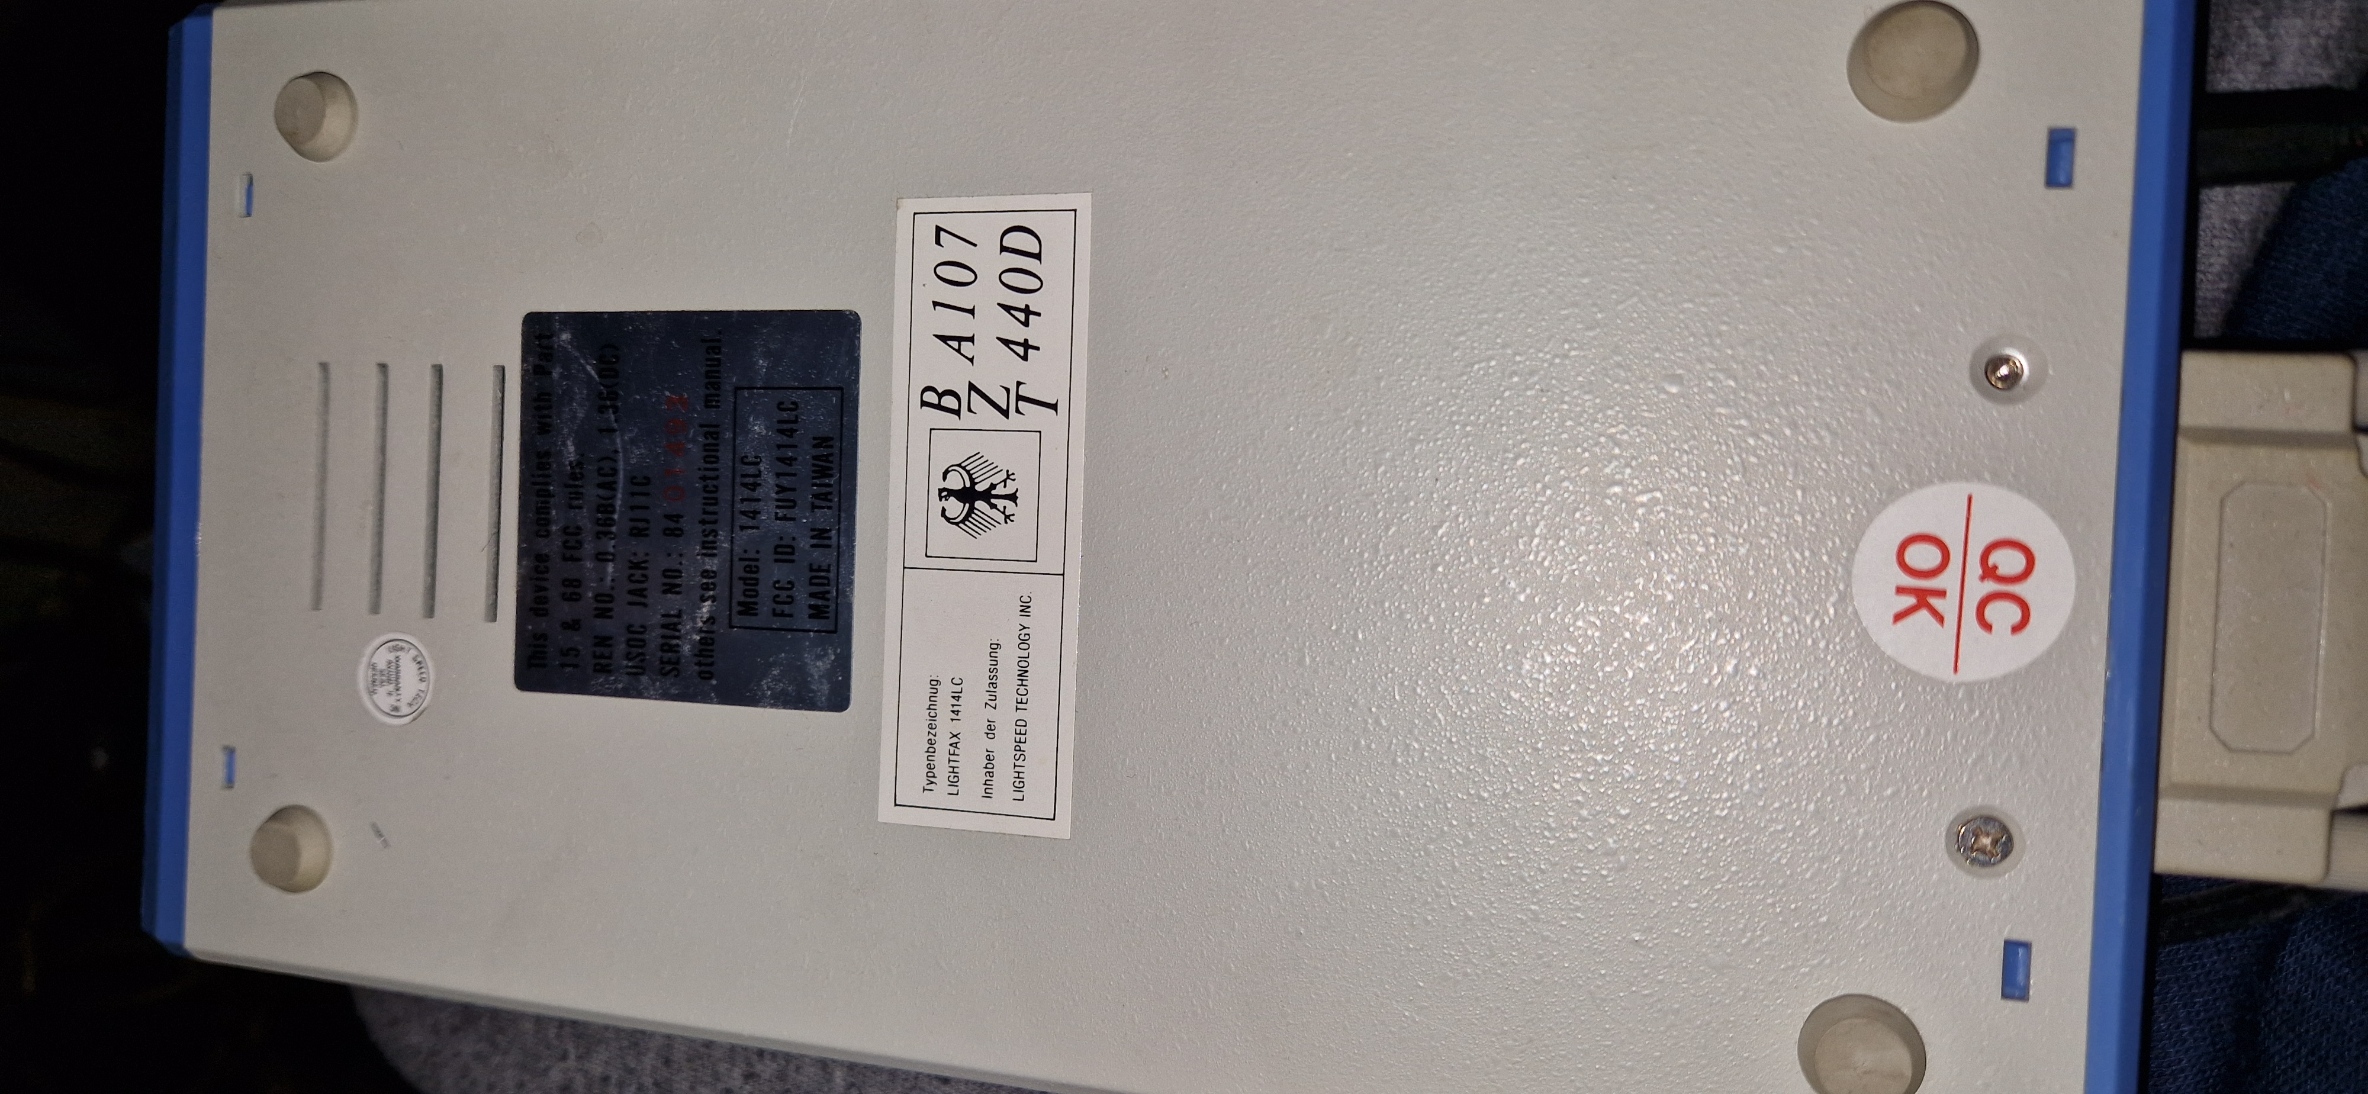 This device complies with Part
15 & 68 FCC rules.
REN NO.: 0.36B(AC), 1.36(DC)
USOC JACK: RJ11C
SERIAL NO.: 84
others see instructional manual.
Model: 1414LC
FCC ID: FUY1414LC
MADE IN TAIWAN
B A107
Z 440D
T
Typenbezeichnug:
LIGHTFAX 1414LC
Inhaber der Zulassung:
LIGHTSPEED TECHNOLOGY INC.
QC
OK